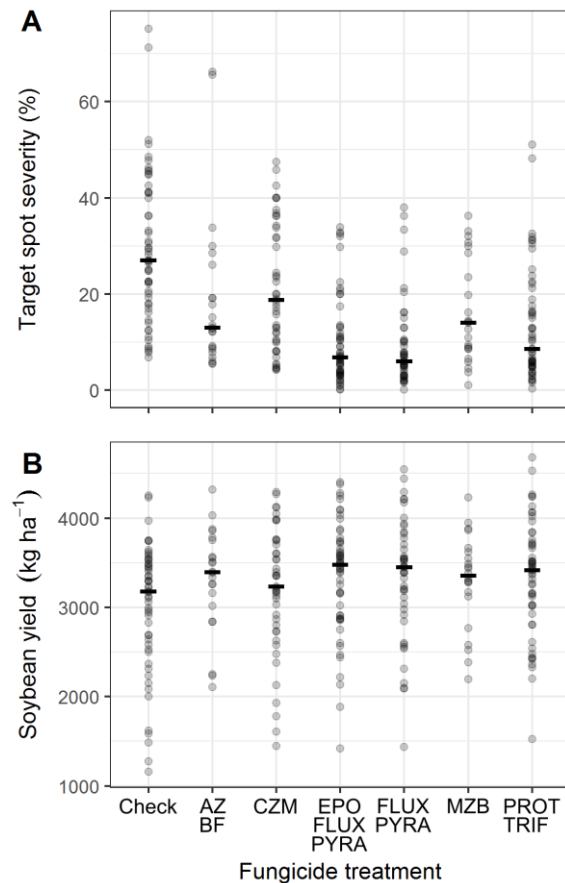 A
Target spot severity (%)
60
40
20
0
B
Soybean yield (kg ha⁻¹)
4000
3000
2000
1000
Check
AZ
BF
CZM
EPO
FLUX
PYRA
FLUX
PYRA
MZB
PROT
TRIF
Fungicide treatment